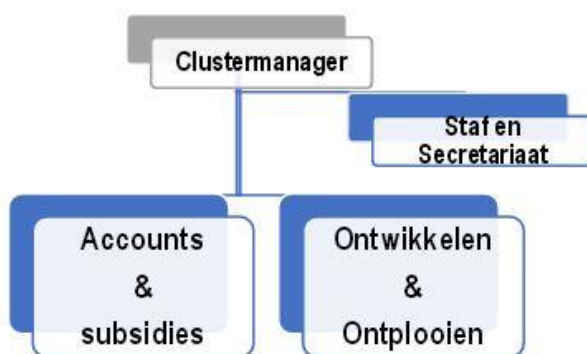 Clustermanager
Staf en
Secretariaat
Accounts
&
subsidies
Ontwikkelen
&
Ontplooien